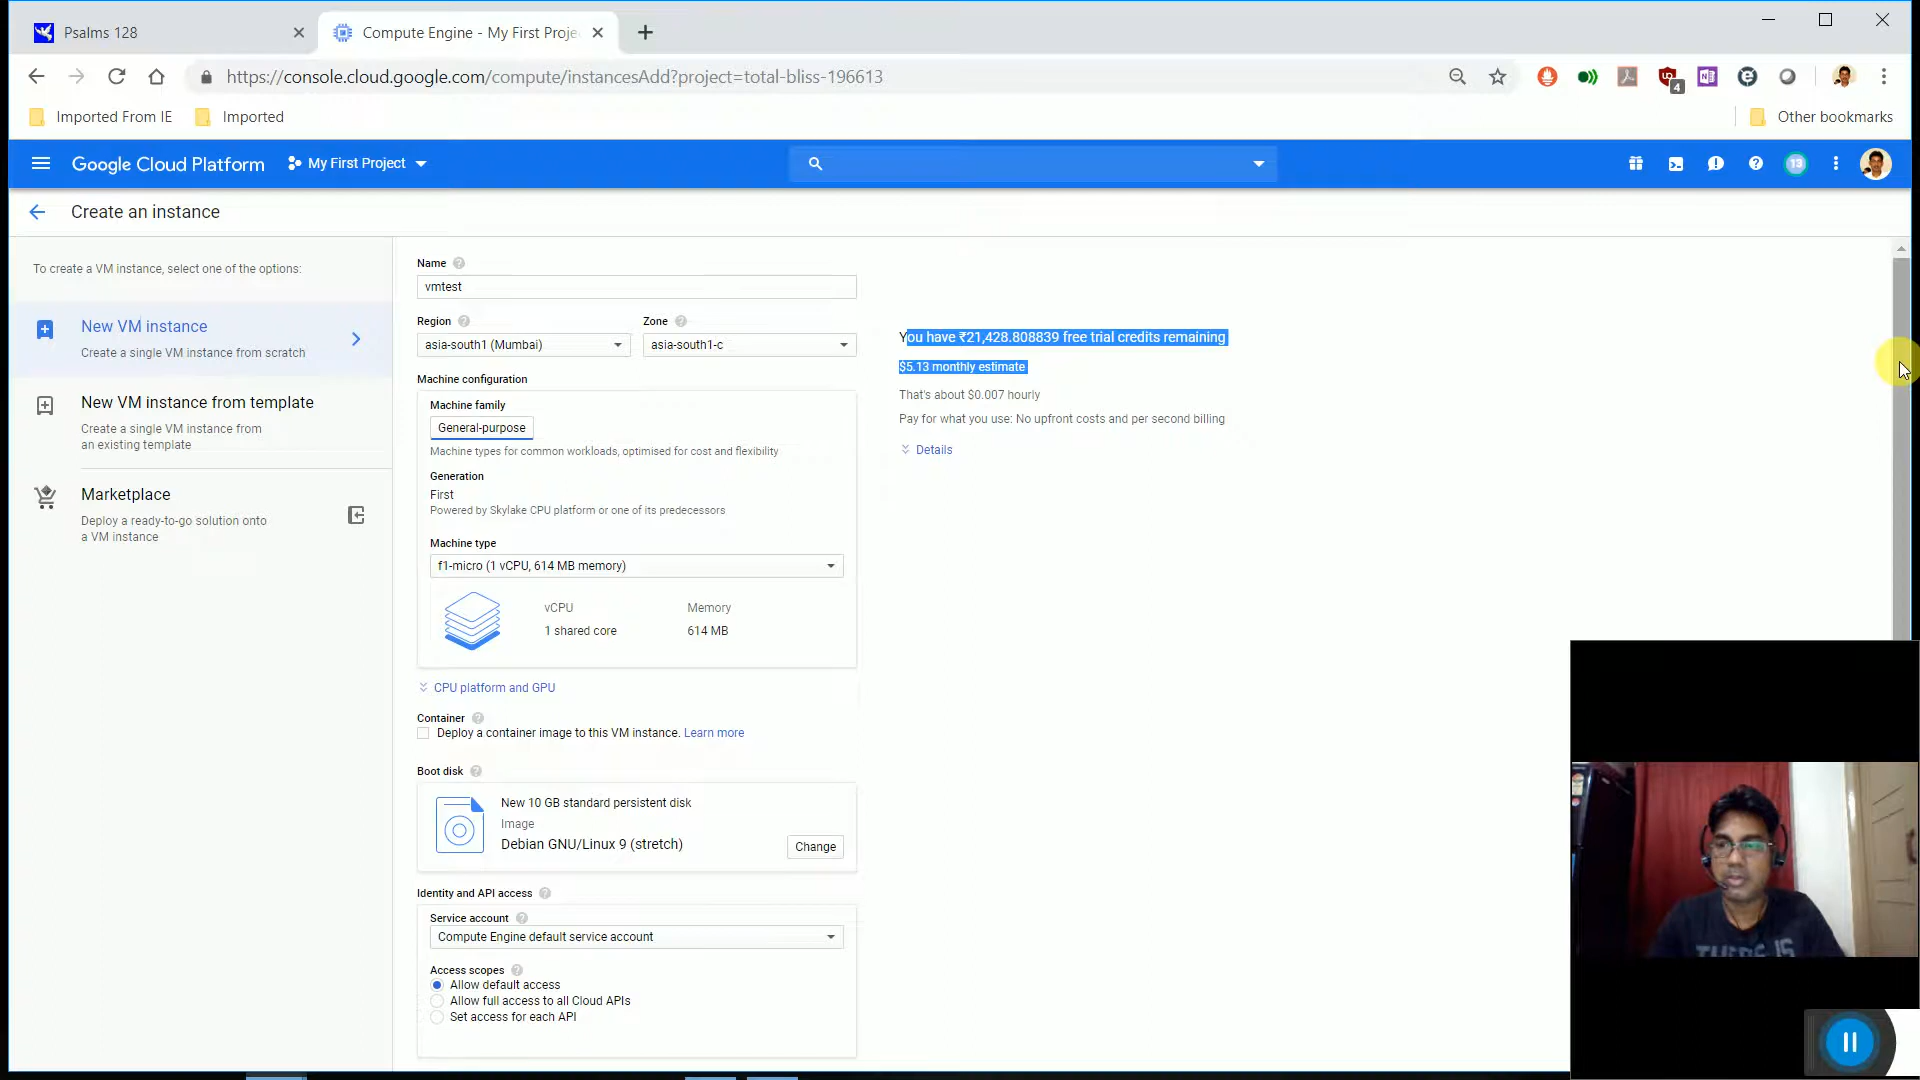 Psalms 128
Compute Engine - My First Proje
https://console.cloud.google.com/compute/instancesAdd?project=total-bliss-196613
4
Imported From IE
Imported
Other bookmarks
Google Cloud Platform
My First Project
13
Create an instance
To create a VM instance, select one of the options:
New VM instance
Create a single VM instance from scratch
New VM instance from template
Create a single VM instance from
an existing template
Marketplace
Deploy a ready-to-go solution onto
a VM instance
Name
vmtest
Region
Zone
asia-south1 (Mumbai)
asia-south1-c
Machine configuration
Machine family
General-purpose
Machine types for common workloads, optimised for cost and flexibility
Generation
First
Powered by Skylake CPU platform or one of its predecessors
Machine type
f1-micro (1 vCPU, 614 MB memory)
vCPU
Memory
1 shared core
614 MB
CPU platform and GPU
Container
Deploy a container image to this VM instance. Learn more
Boot disk
New 10 GB standard persistent disk
Image
Debian GNU/Linux 9 (stretch)
Change
Identity and API access
Service account
Compute Engine default service account
Access scopes
Allow default access
Allow full access to all Cloud APIs
Set access for each API
You have ₹21,428.808839 free trial credits remaining
$5.13 monthly estimate
That's about $0.007 hourly
Pay for what you use: No upfront costs and per second billing
Details